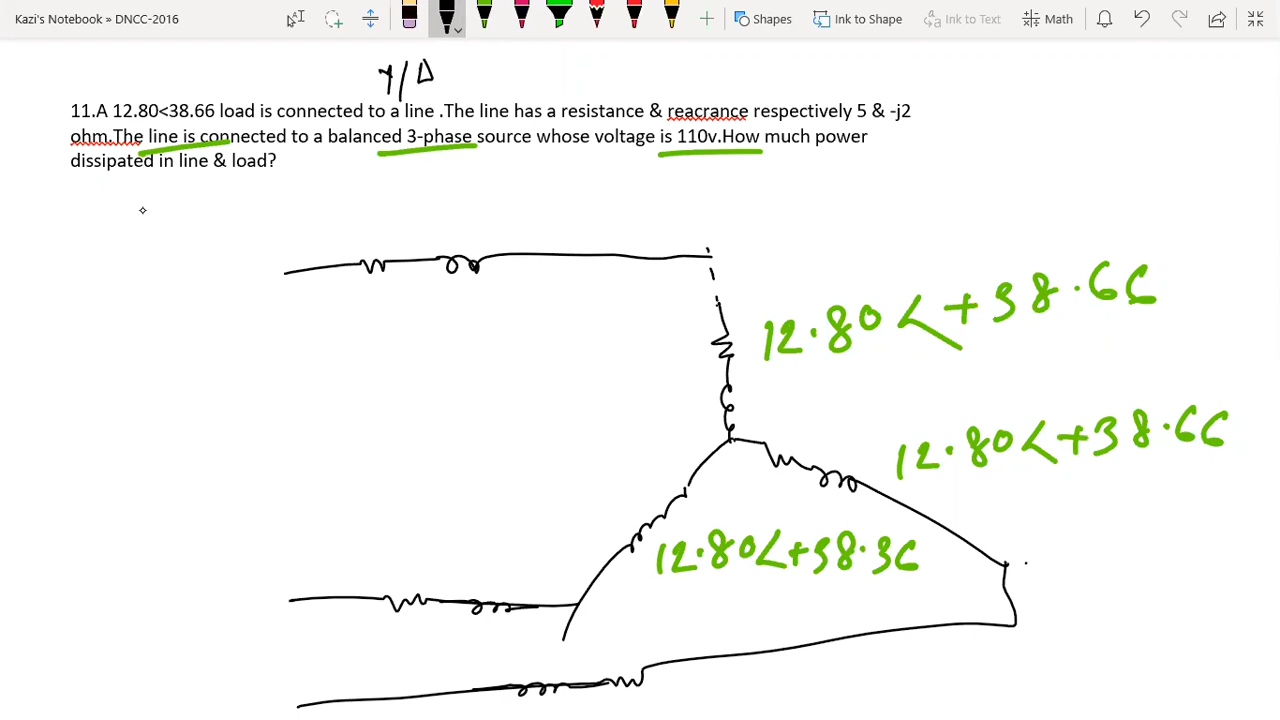 Kazi's Notebook » DNCC-2016
Shapes
Ink to Shape
Ink to Text
Math
Y/Δ
11.A 12.80<38.66 load is connected to a line .The line has a resistance & reacrance respectively 5 & -j2
ohm.The line is connected to a balanced 3-phase source whose voltage is 110v.How much power
dissipated in line & load?
12.80<+38.66
12.80<+38.66
12.80<+38.36